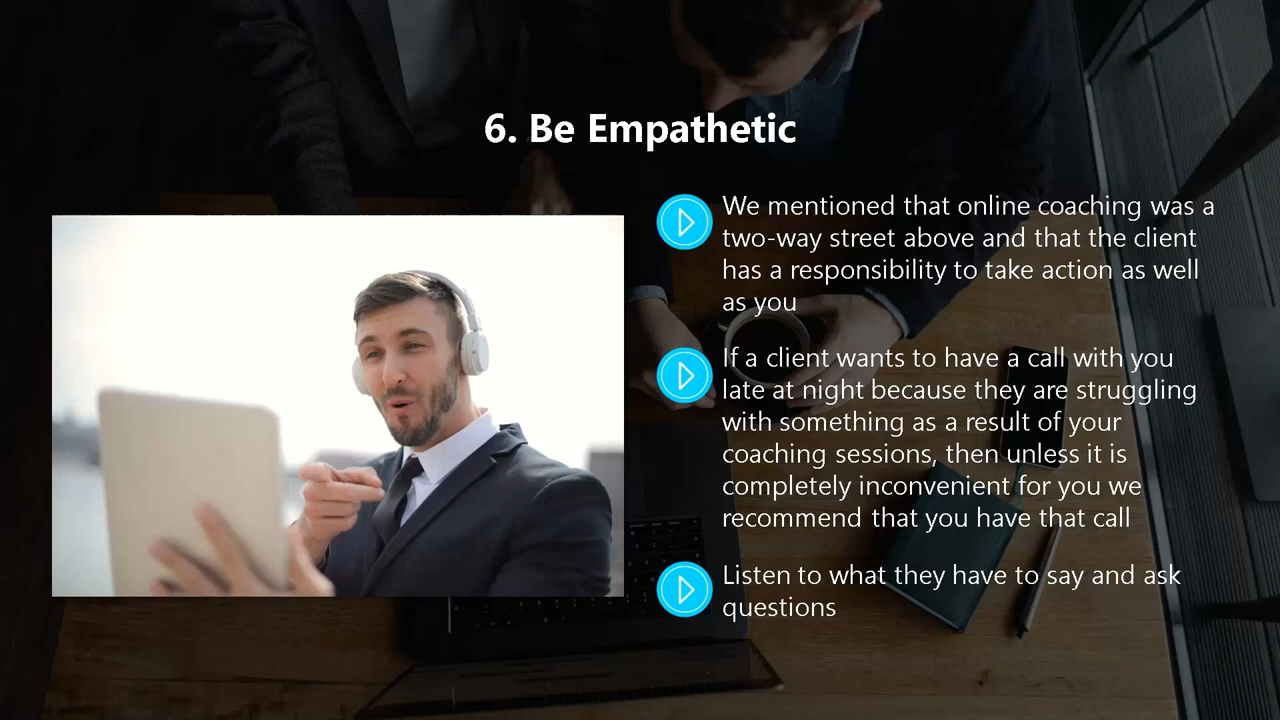 6. Be Empathetic
We mentioned that online coaching was a
two-way street above and that the client
has a responsibility to take action as well
as you
If a client wants to have a call with you
late at night because they are struggling
with something as a result of your
coaching sessions, then unless it is
completely inconvenient for you we
recommend that you have that call
Listen to what they have to say and ask
questions